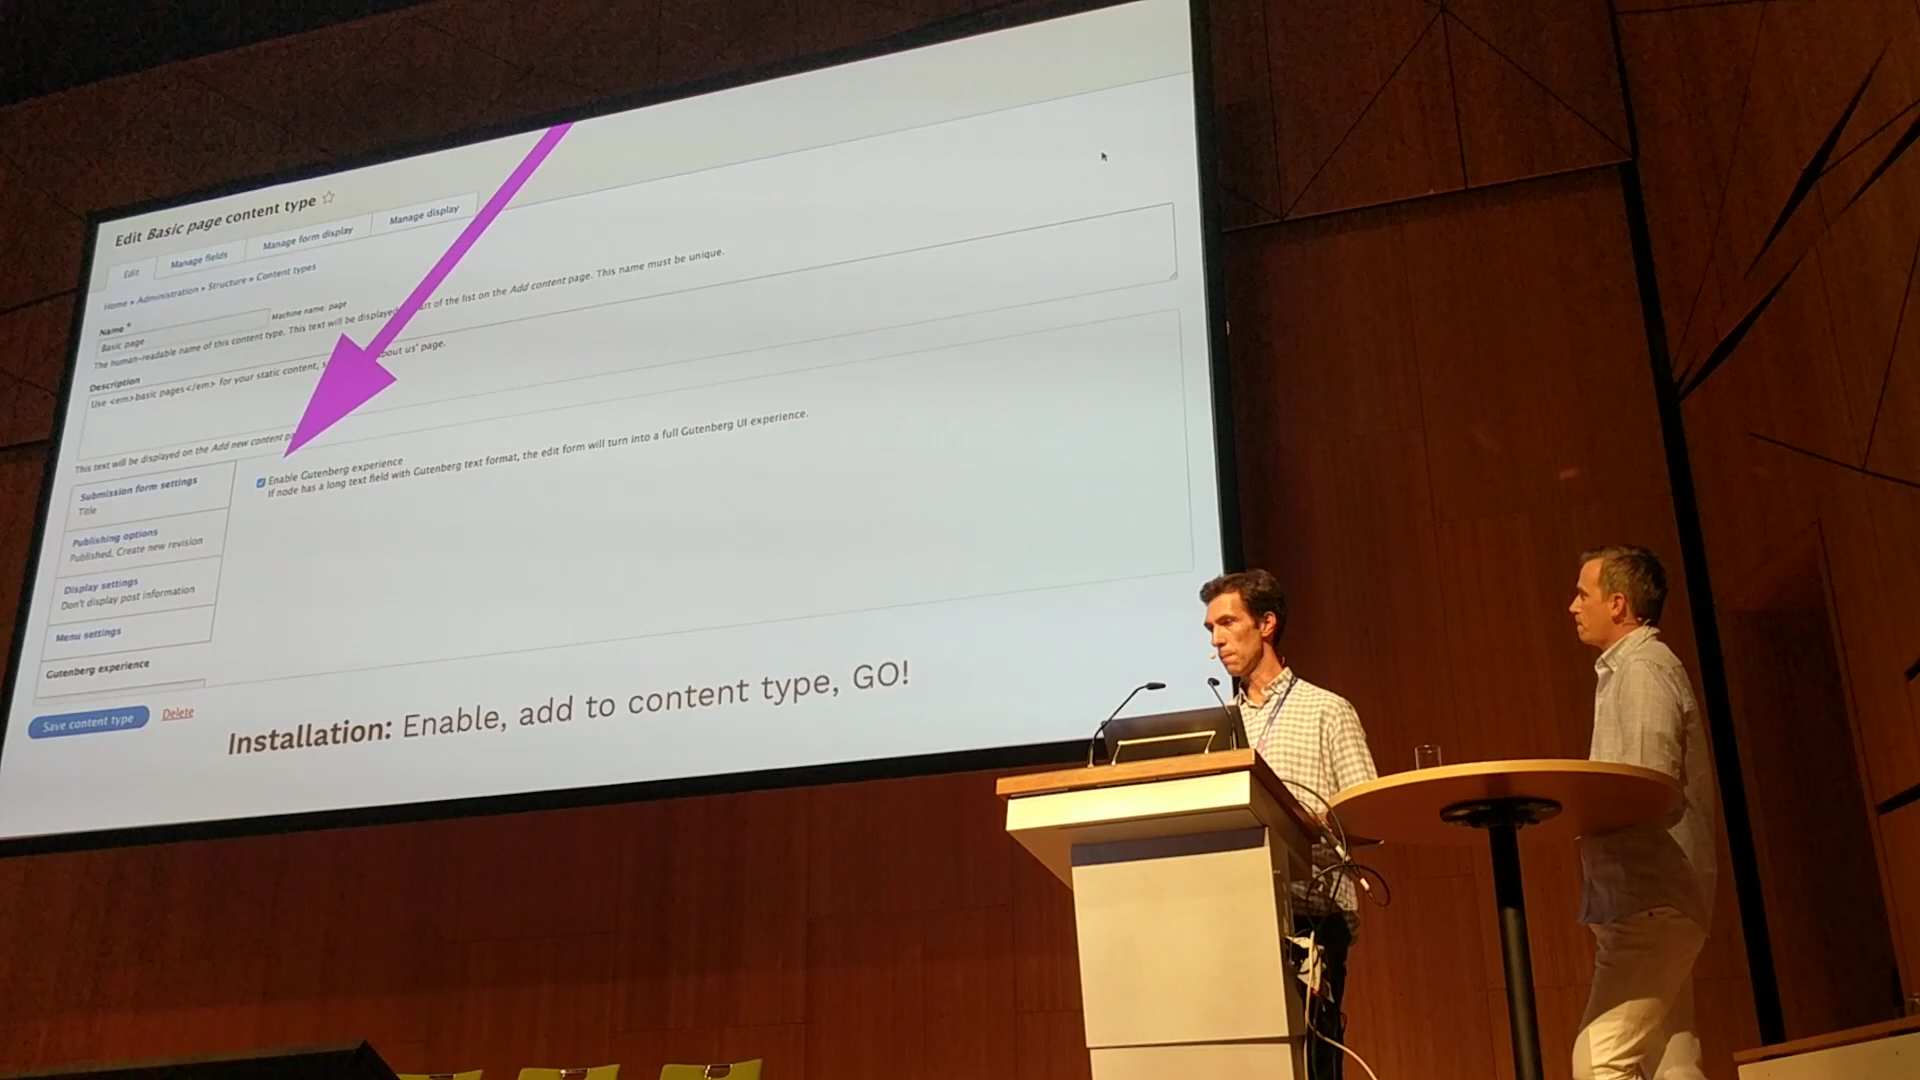 Edit Basic page content type
Edit Manage fields Manage form display Manage display
Home » Administration » Structure » Content types
Name *
Basic page Machine name: page
The human-readable name of this content type. This text will be displayed of the list on the Add content page. This name must be unique.
Description
Use <em>basic pages</em> for your static content, us' page.
This text will be displayed on the Add new content
Submission form settings
Title
Publishing options
Published, Create new revision
Display settings
Don't display post information
Menu settings
Gutenberg experience
Enable Gutenberg experience
If node has a long text field with Gutenberg text format, the edit form will turn into a full Gutenberg UI experience.
Save content type Delete
Installation: Enable, add to content type, GO!